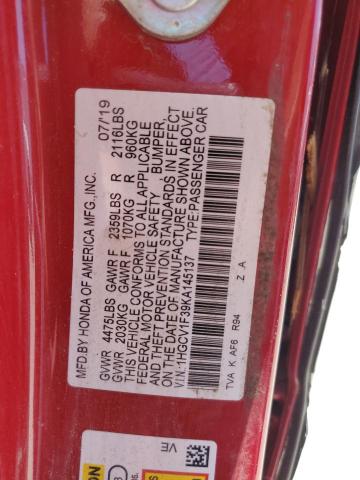 MFD.BY HONDA OF AMERICA MFG.,INC. 07/19
GVWR 4475LBS GAWR F 2359LBS R 2116LBS
GVWR 2030KG GAWR F 1070KG R 960KG
THIS VEHICLE CONFORMS TO ALL APPLICABLE
FEDERAL MOTOR VEHICLE SAFETY, BUMPER,
AND THEFT PREVENTION STANDARDS IN EFFECT
ON THE DATE OF MANUFACTURE SHOWN ABOVE.
V.I.N.:1HGCV1F39KA145137 TYPE:PASSENGER CAR
TVA K AF6 R94 Z A
VE